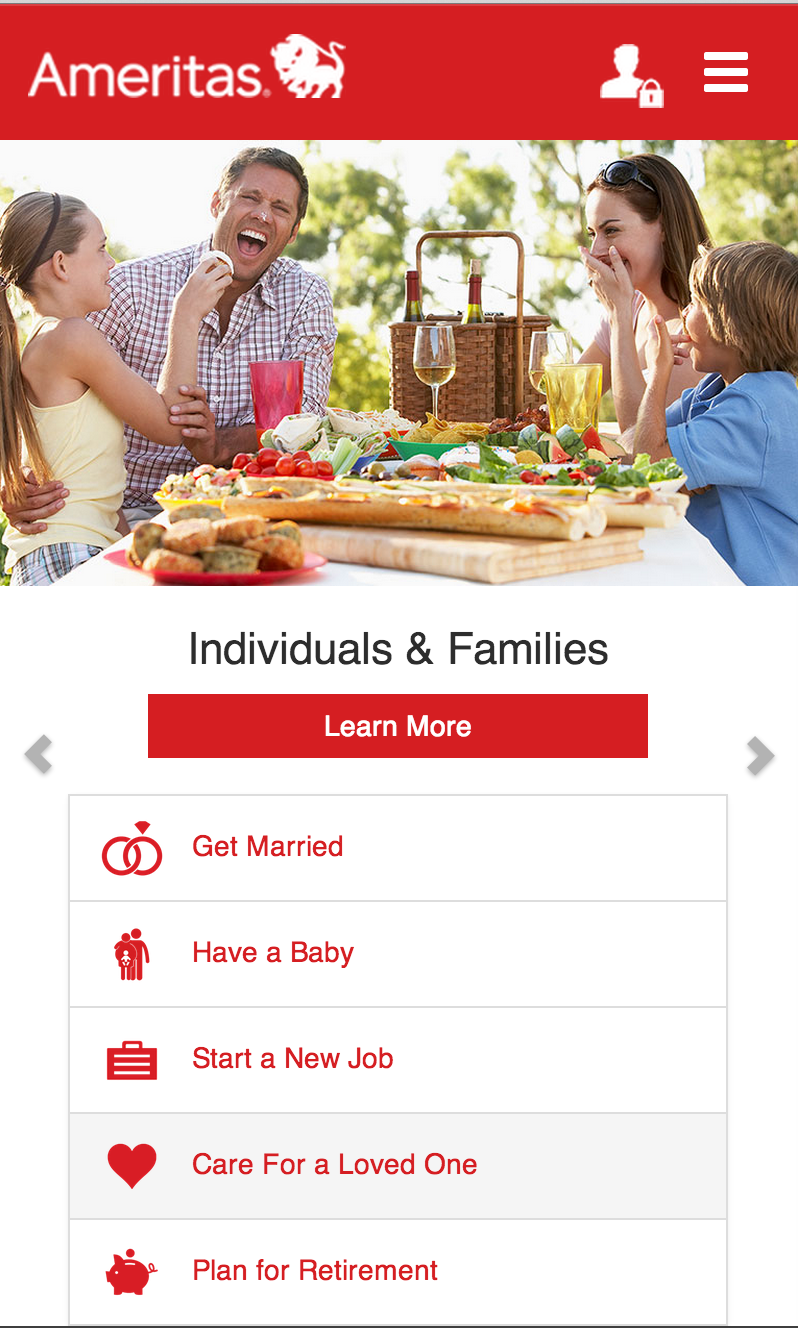 Ameritas®
Individuals & Families
Learn More
Get Married
Have a Baby
Start a New Job
Care For a Loved One
Plan for Retirement